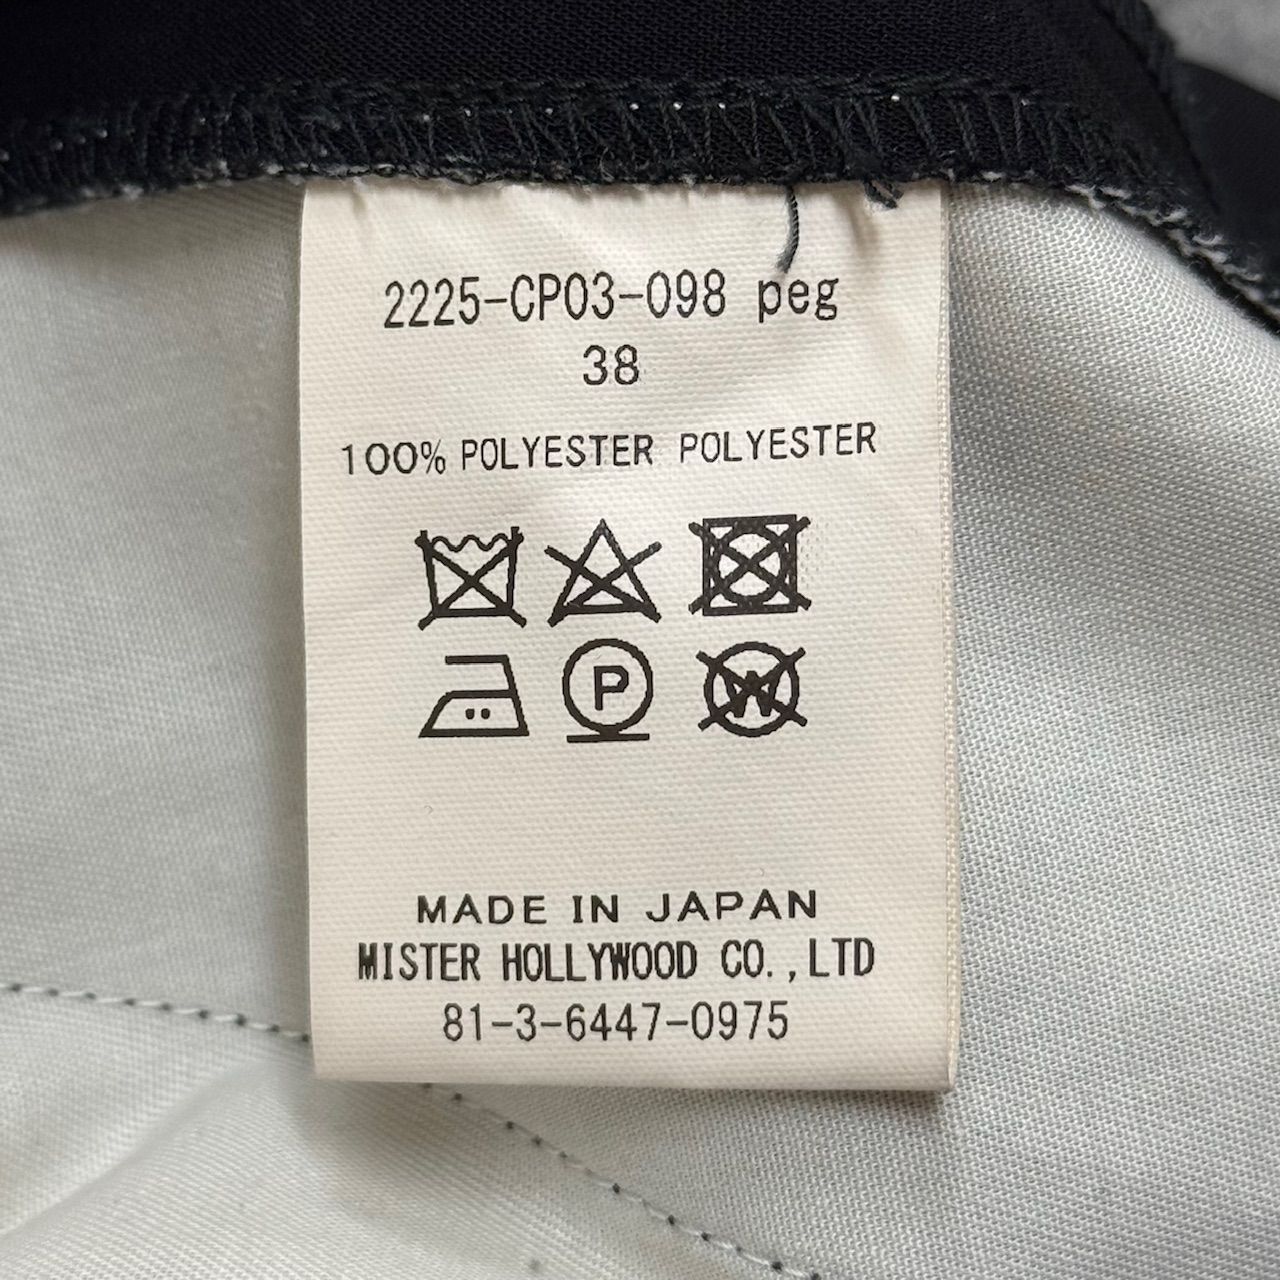 2225-CP03-098 peg
38
100% POLYESTER POLYESTER
P
W
MADE IN JAPAN
MISTER HOLLYWOOD CO.,LTD
81-3-6447-0975